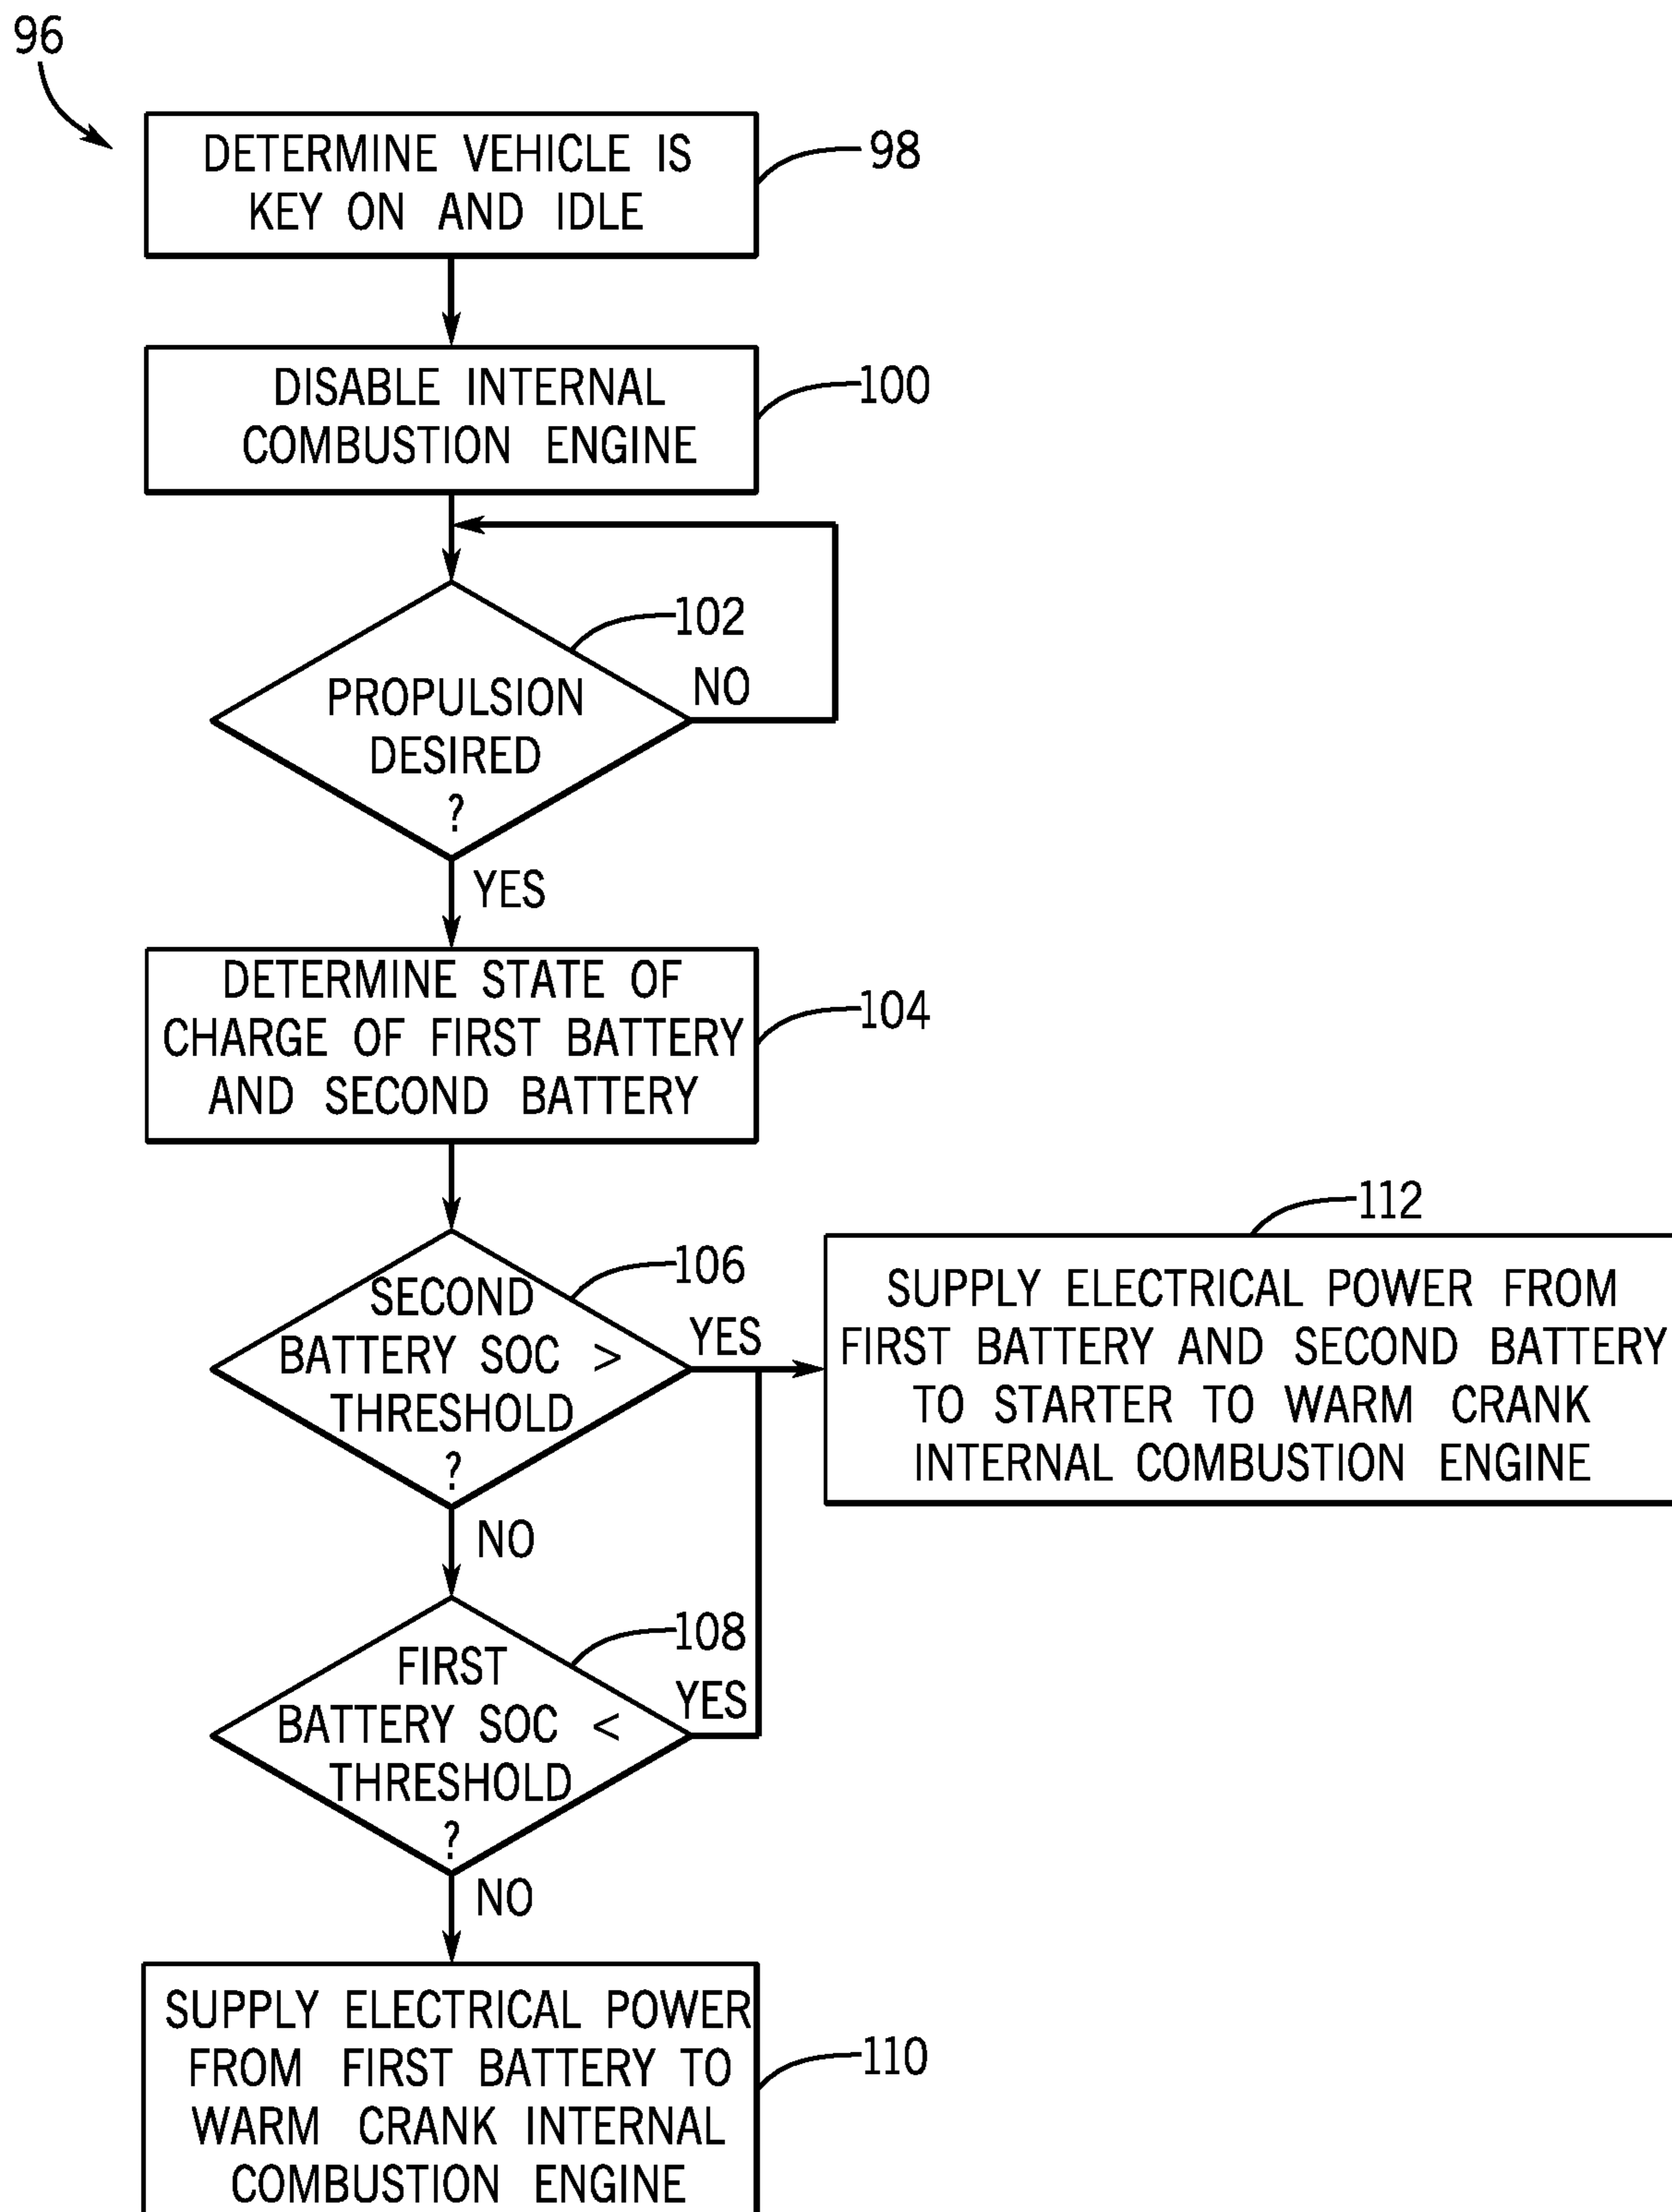 96
DETERMINE VEHICLE IS
KEY ON AND IDLE
98
DISABLE INTERNAL
COMBUSTION ENGINE
100
102
PROPULSION
DESIRED
?
NO
YES
DETERMINE STATE OF
CHARGE OF FIRST BATTERY
AND SECOND BATTERY
104
106
SECOND
BATTERY SOC >
THRESHOLD
?
YES
NO
112
SUPPLY ELECTRICAL POWER FROM
FIRST BATTERY AND SECOND BATTERY
TO STARTER TO WARM CRANK
INTERNAL COMBUSTION ENGINE
108
FIRST
BATTERY SOC <
THRESHOLD
?
YES
NO
SUPPLY ELECTRICAL POWER
FROM FIRST BATTERY TO
WARM CRANK INTERNAL
COMBUSTION ENGINE
110